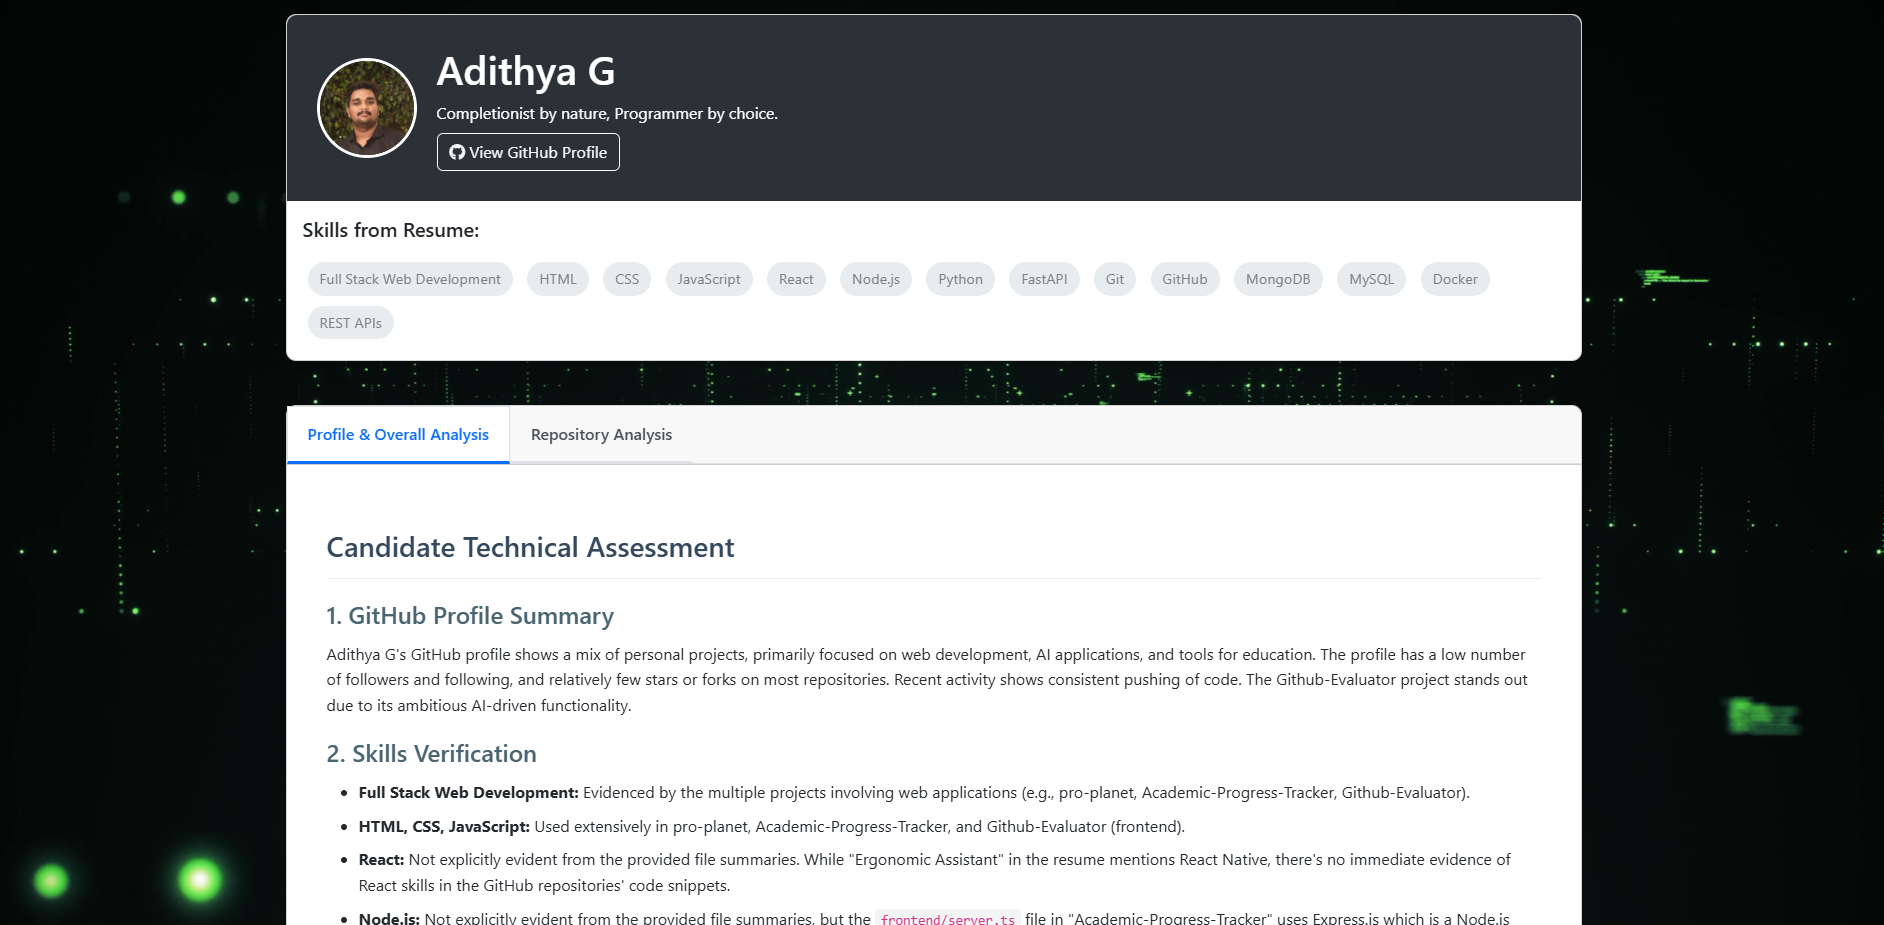 Adithya G
Completionist by nature, Programmer by choice.
View GitHub Profile
Skills from Resume:
Full Stack Web Development HTML CSS JavaScript React Node.js Python FastAPI Git GitHub MongoDB MySQL Docker
REST APIs
Profile & Overall Analysis Repository Analysis
Candidate Technical Assessment
1. GitHub Profile Summary
Adithya G's GitHub profile shows a mix of personal projects, primarily focused on web development, AI applications, and tools for education. The profile has a low number
of followers and following, and relatively few stars or forks on most repositories. Recent activity shows consistent pushing of code. The Github-Evaluator project stands out
due to its ambitious AI-driven functionality.
2. Skills Verification
• Full Stack Web Development: Evidenced by the multiple projects involving web applications (e.g., pro-planet, Academic-Progress-Tracker, Github-Evaluator).
• HTML, CSS, JavaScript: Used extensively in pro-planet, Academic-Progress-Tracker, and Github-Evaluator (frontend).
• React: Not explicitly evident from the provided file summaries. While "Ergonomic Assistant" in the resume mentions React Native, there's no immediate evidence of
React skills in the GitHub repositories' code snippets.
• Node.js: Not explicitly evident from the provided file summaries, but the frontend/server.ts file in "Academic-Progress-Tracker" uses Express.js which is a Node.js